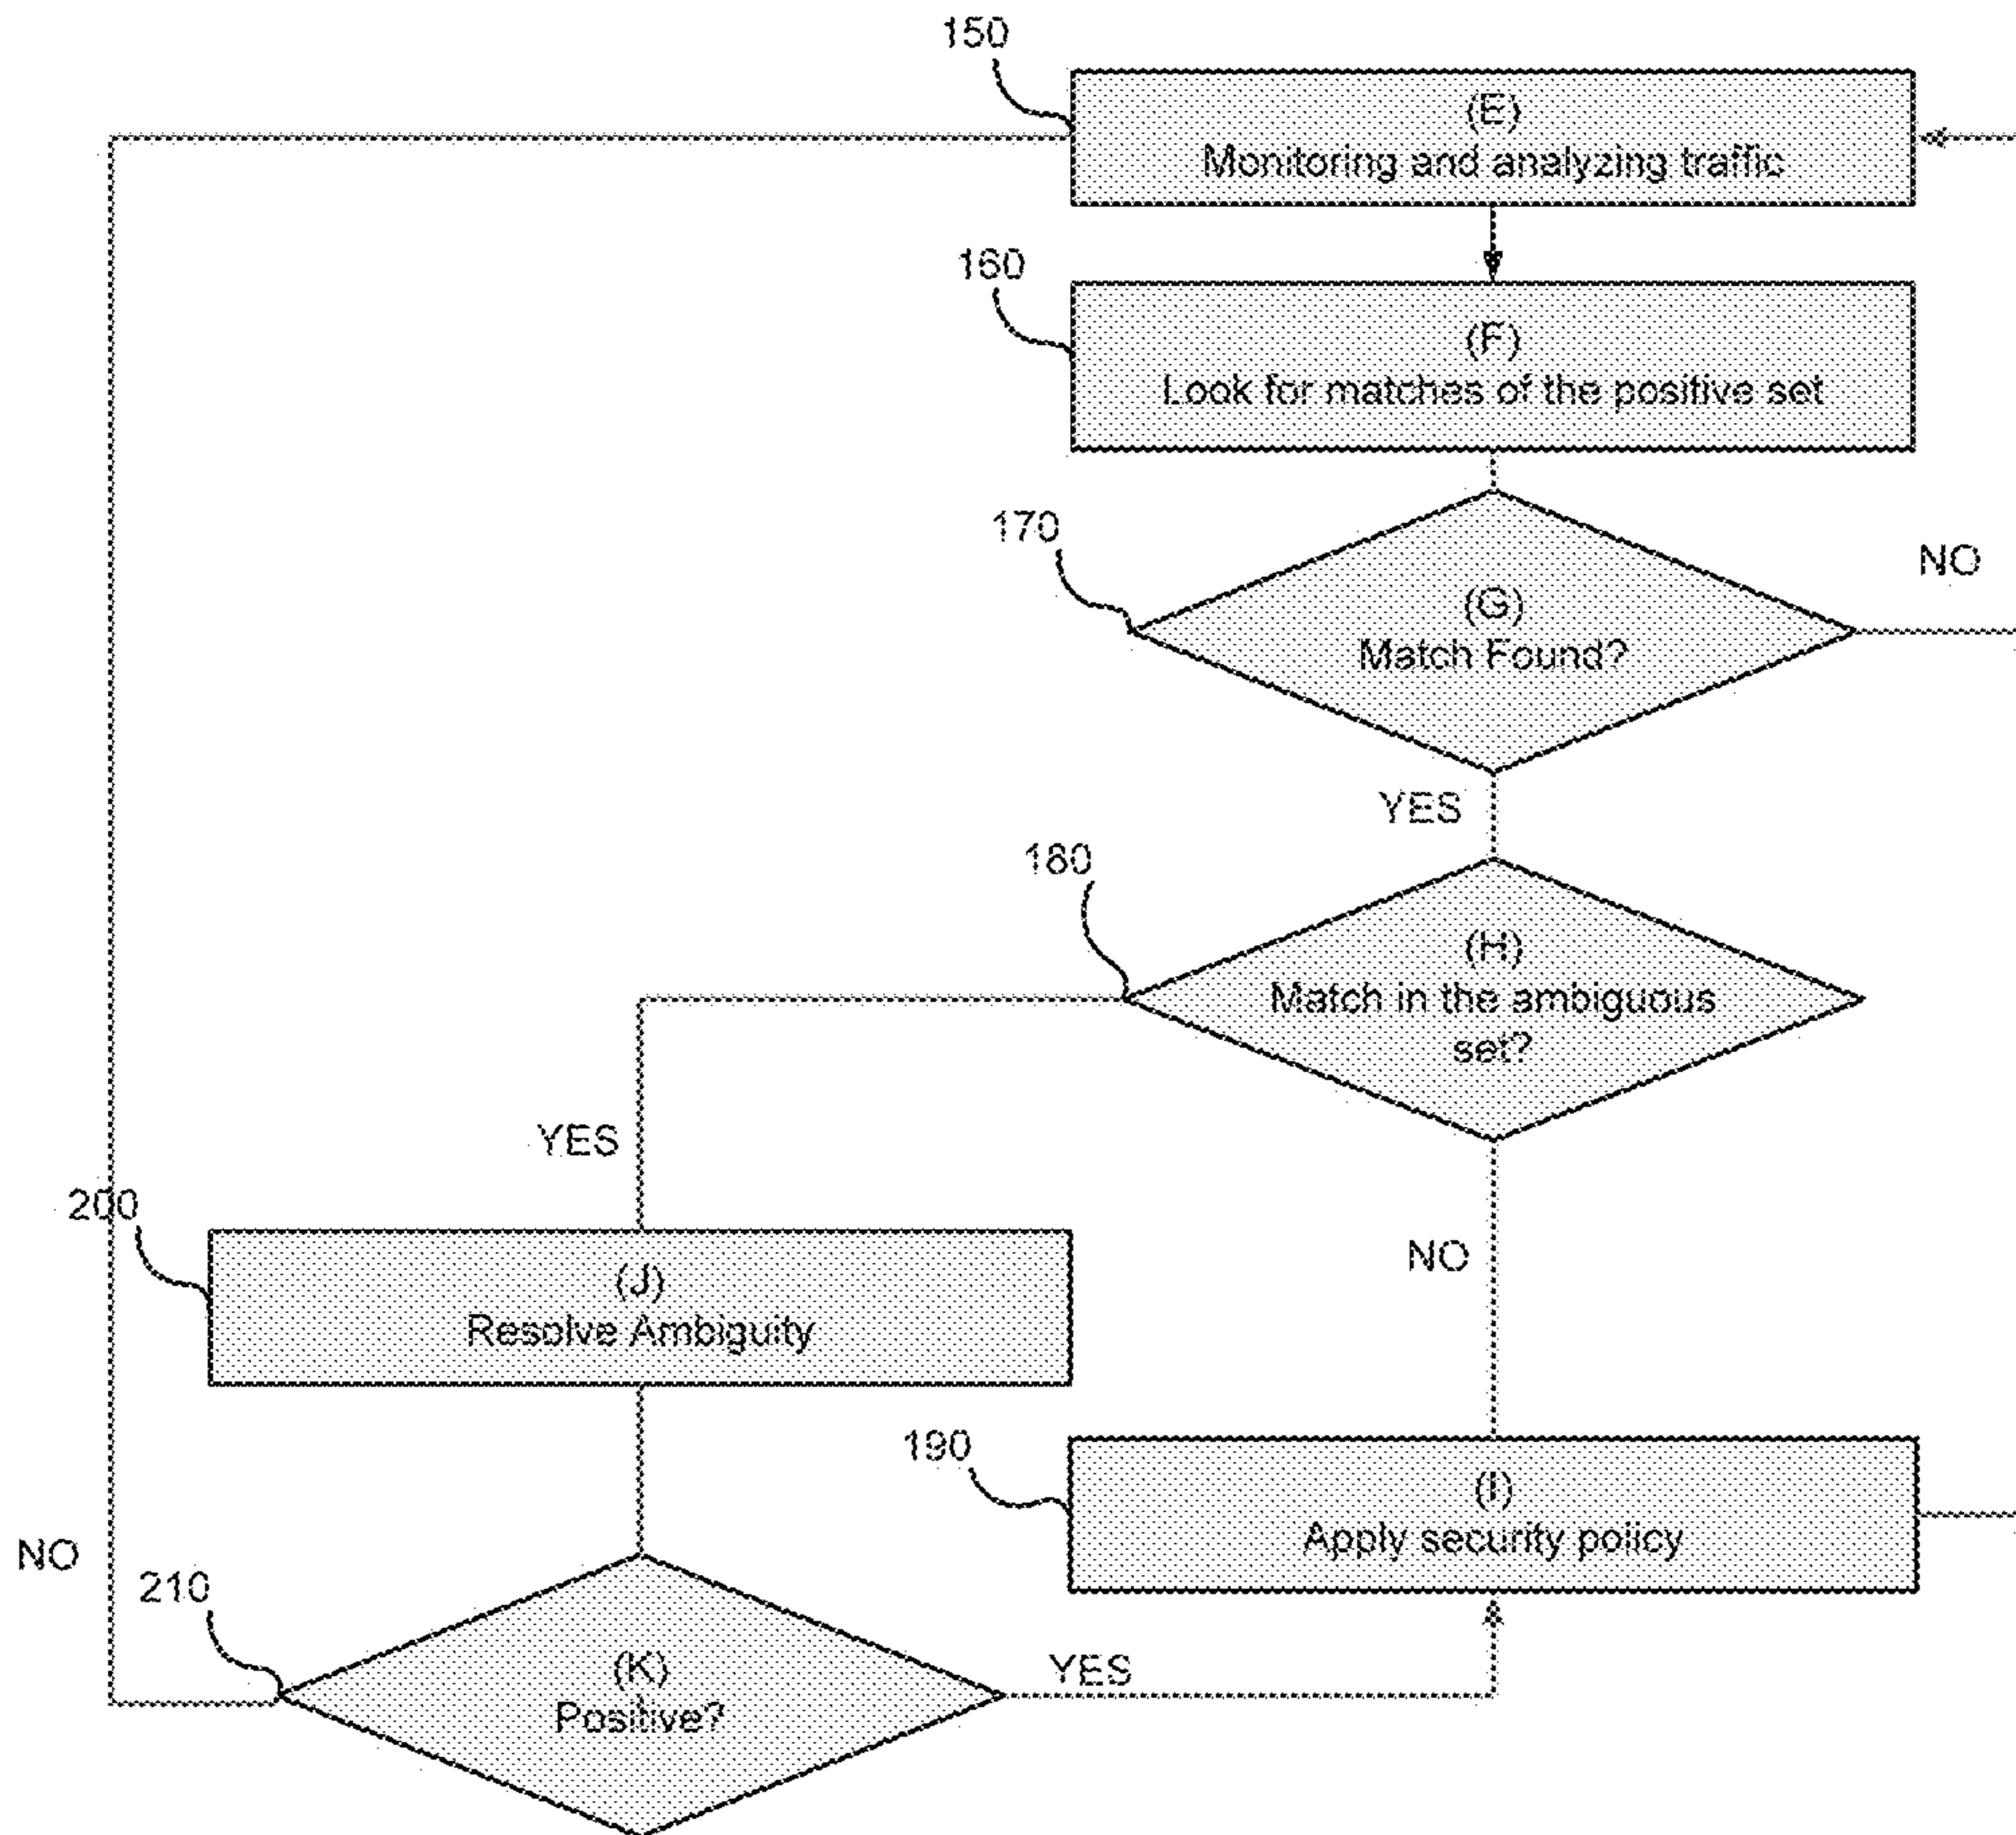 150
(E)
Monitoring and analyzing traffic
160
(F)
Look for matches of the positive set
170
(G)
Match Found?
NO
YES
180
(H)
Match in the ambiguous
set?
YES
NO
200
(J)
Resolve Ambiguity
190
(I)
Apply security policy
NO
210
(K)
Positive?
YES